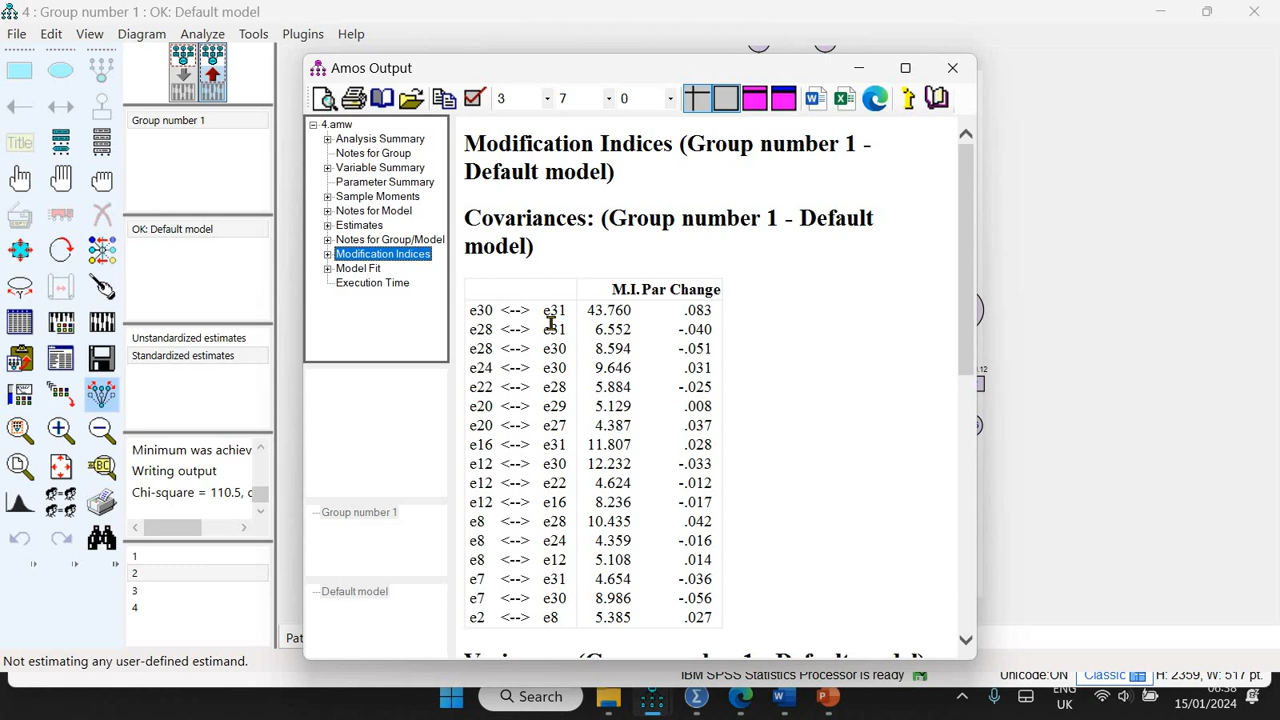 4 : Group number 1 : OK: Default model
File Edit View Diagram Analyze Tools Plugins Help
Title
Group number 1
OK: Default model
Unstandardized estimates
Standardized estimates
Minimum was achiev
Writing output
Chi-square = 110.5, c
1
2
3
4
Not estimating any user-defined estimand.
Amos Output
3 7 0
4.amw
Analysis Summary
Notes for Group
Variable Summary
Parameter Summary
Sample Moments
Notes for Model
Estimates
Notes for Group/Model
Modification Indices
Model Fit
Execution Time
Group number 1
Default model
Modification Indices (Group number 1 -
Default model)
Covariances: (Group number 1 - Default
model)
M.I. Par Change
e30 <--> e31 43.760 .083
e28 <--> e31 6.552 -.040
e28 <--> e30 8.594 -.051
e24 <--> e30 9.646 .031
e22 <--> e28 5.884 -.025
e20 <--> e29 5.129 .008
e20 <--> e27 4.387 .037
e16 <--> e31 11.807 .028
e12 <--> e30 12.232 -.033
e12 <--> e22 4.624 -.012
e12 <--> e16 8.236 -.017
e8 <--> e28 10.435 .042
e8 <--> e24 4.359 -.016
e8 <--> e12 5.108 .014
e7 <--> e31 4.654 -.036
e7 <--> e30 8.986 -.056
e2 <--> e8 5.385 .027
.12
Pat
IBM SPSS Statistics Processor is ready Unicode:ON Classic H: 2359, W: 517 pt.
Search
ENG
UK
06:38
15/01/2024